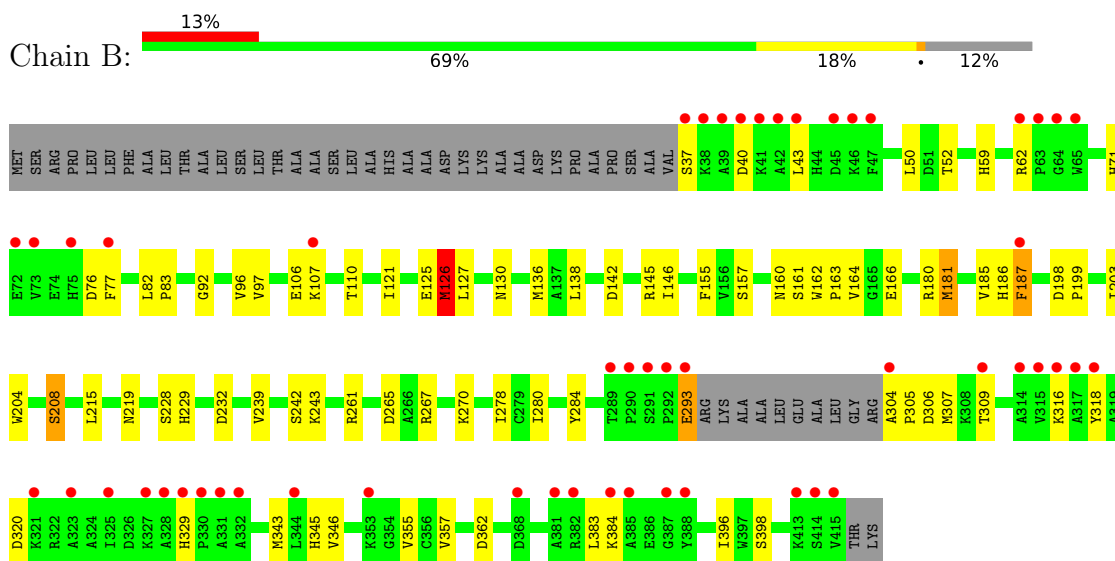 13%
Chain B:
69% 18% • 12%
MET SER ARG PRO LEU LEU PHE ALA LEU THR ALA LEU SER LEU THR ALA ALA SER LEU ALA HIS ALA ALA ASP LYS LYS ALA ALA ASP LYS PRO ALA PRO SER ALA VAL S37 K38 A39 D40 K41 A42 L43 H44 D45 K46 F47 L50 D51 T52 H59 R62 P63 G64 W65 H71
E72 V73 E74 H75 D76 F77 L82 P83 G92 V96 V97 E106 K107 T110 I121 E125 M126 L127 N130 M136 A137 L138 D142 R145 I146 F155 V156 S157 N160 S161 W162 P163 V164 G165 E166 R180 M181 V185 H186 F187 D198 P199 I203
W204 S208 L215 N219 S228 H229 D232 V239 S242 K243 R261 D265 A266 R267 K270 I278 C279 I280 Y284 T289 P290 S291 P292 E293 ARG LYS ALA ALA LEU GLU ALA LEU GLY ARG A304 P305 D306 M307 K308 T309 A314 V315 K316 A317 Y318 A319
D320 K321 R322 A323 A324 I325 D326 K327 A328 H329 P330 A331 A332 M343 L344 H345 V346 K353 G354 V355 C356 V357 D362 D368 A381 R382 L383 K384 A385 E386 G387 Y388 I396 W397 S398 K413 S414 V415 THR LYS